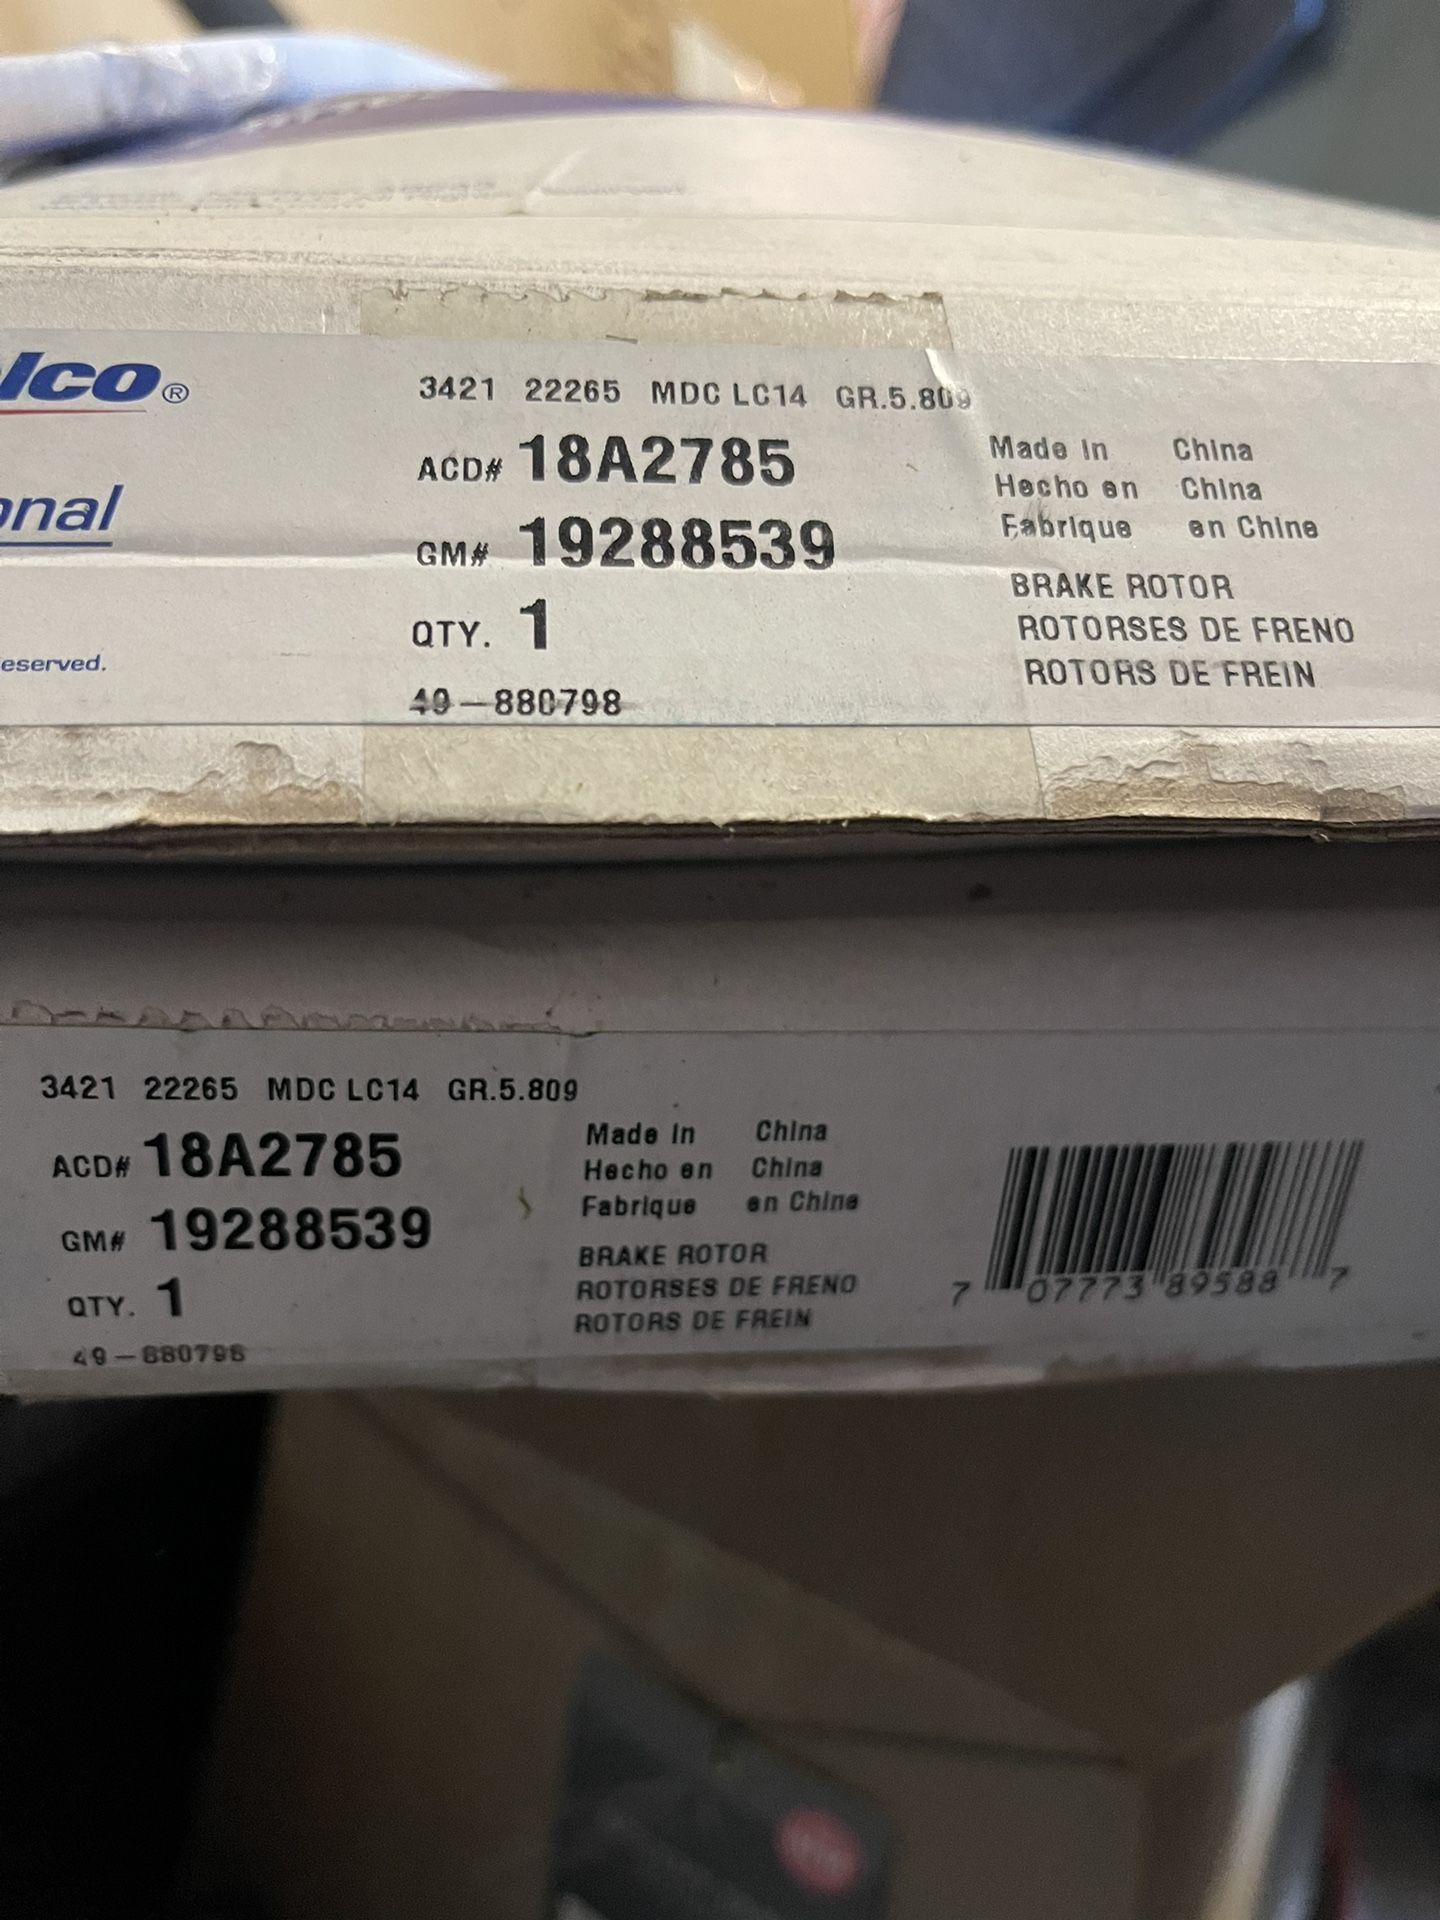 lco®
onal
eserved.
3421 22265 MDC LC14 GR.5.809
ACD# 18A2785
GM# 19288539
QTY. 1
49-880798
Made in China
Hecho en China
Fabrique en Chine
BRAKE ROTOR
ROTORSES DE FRENO
ROTORS DE FREIN
3421 22265 MDC LC14 GR.5.809
ACD# 18A2785
GM# 19288539
QTY. 1
49-880798
Made in China
Hecho en China
Fabrique en Chine
BRAKE ROTOR
ROTORSES DE FRENO
ROTORS DE FREIN
7 07773 89588 7